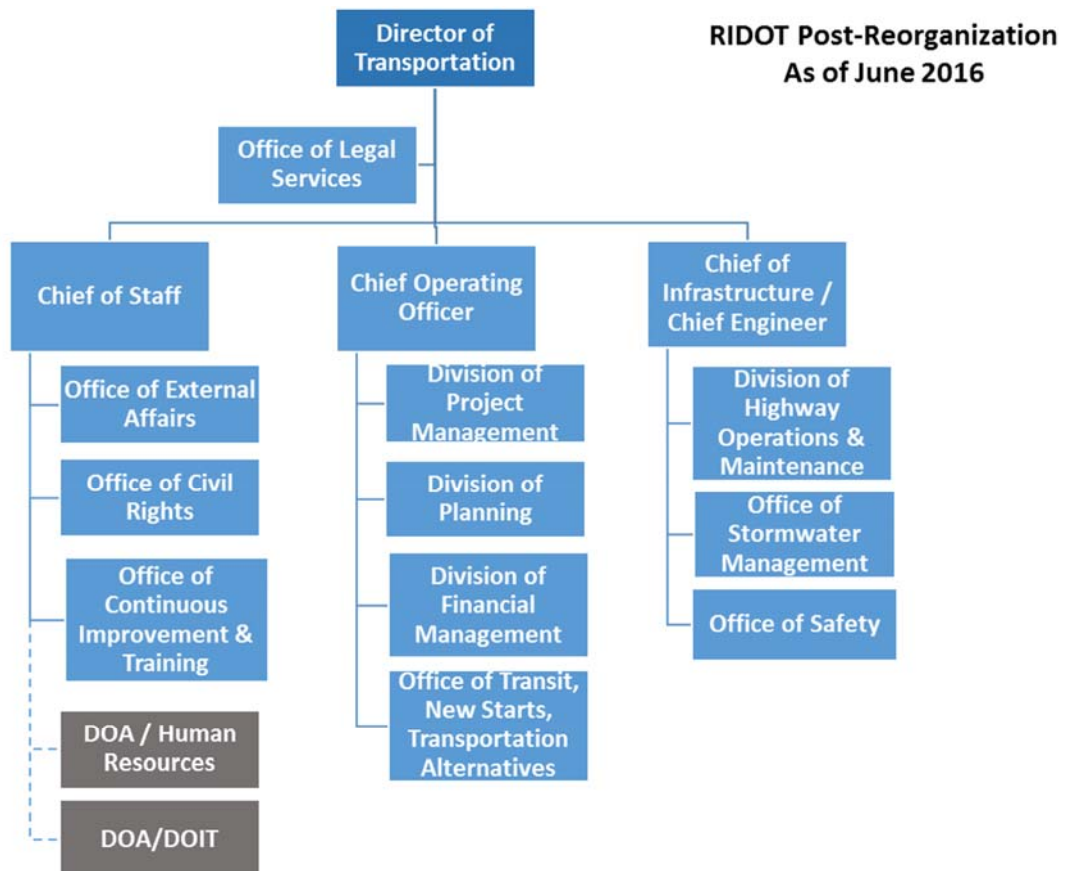 Director of
Transportation
RIDOT Post-Reorganization
As of June 2016
Office of Legal
Services
Chief of Staff
Chief Operating
Officer
Chief of
Infrastructure /
Chief Engineer
Office of External
Affairs
Office of Civil
Rights
Office of
Continuous
Improvement &
Training
DOA / Human
Resources
DOA/DOIT
Division of
Project
Management
Division of
Planning
Division of
Financial
Management
Office of Transit,
New Starts,
Transportation
Alternatives
Division of
Highway
Operations &
Maintenance
Office of
Stormwater
Management
Office of Safety